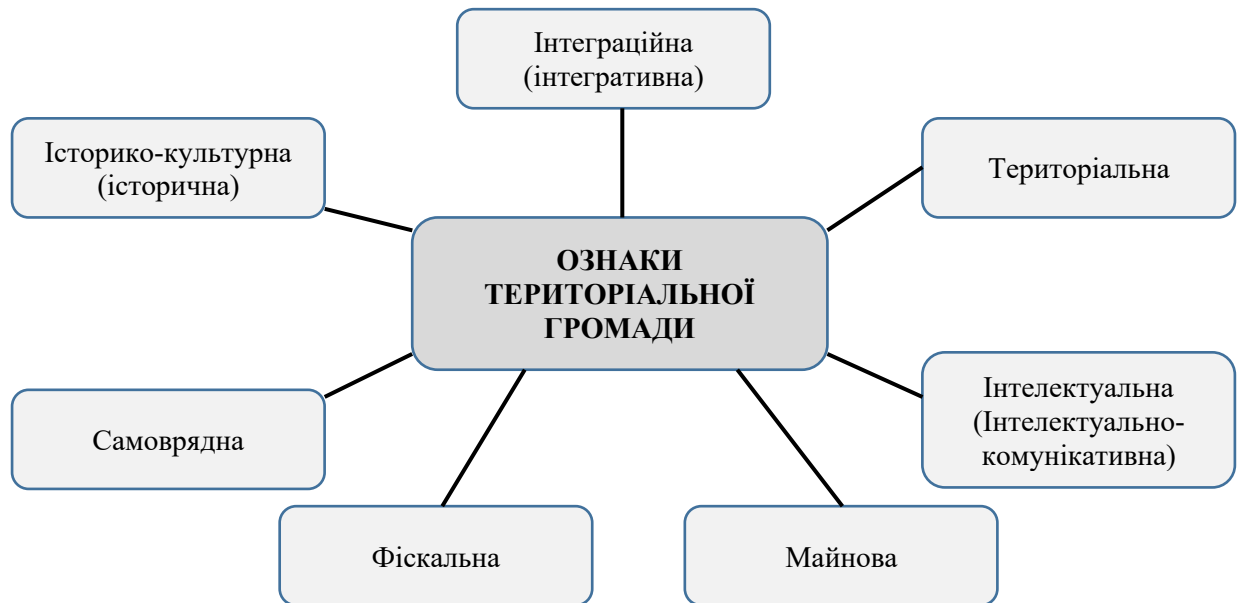 Інтеграційна
(інтегративна)
Історико-культурна
(історична)
Територіальна
ОЗНАКИ
ТЕРИТОРІАЛЬНОЇ
ГРОМАДИ
Самоврядна
Інтелектуальна
(Інтелектуально-
комунікативна)
Фіскальна
Майнова